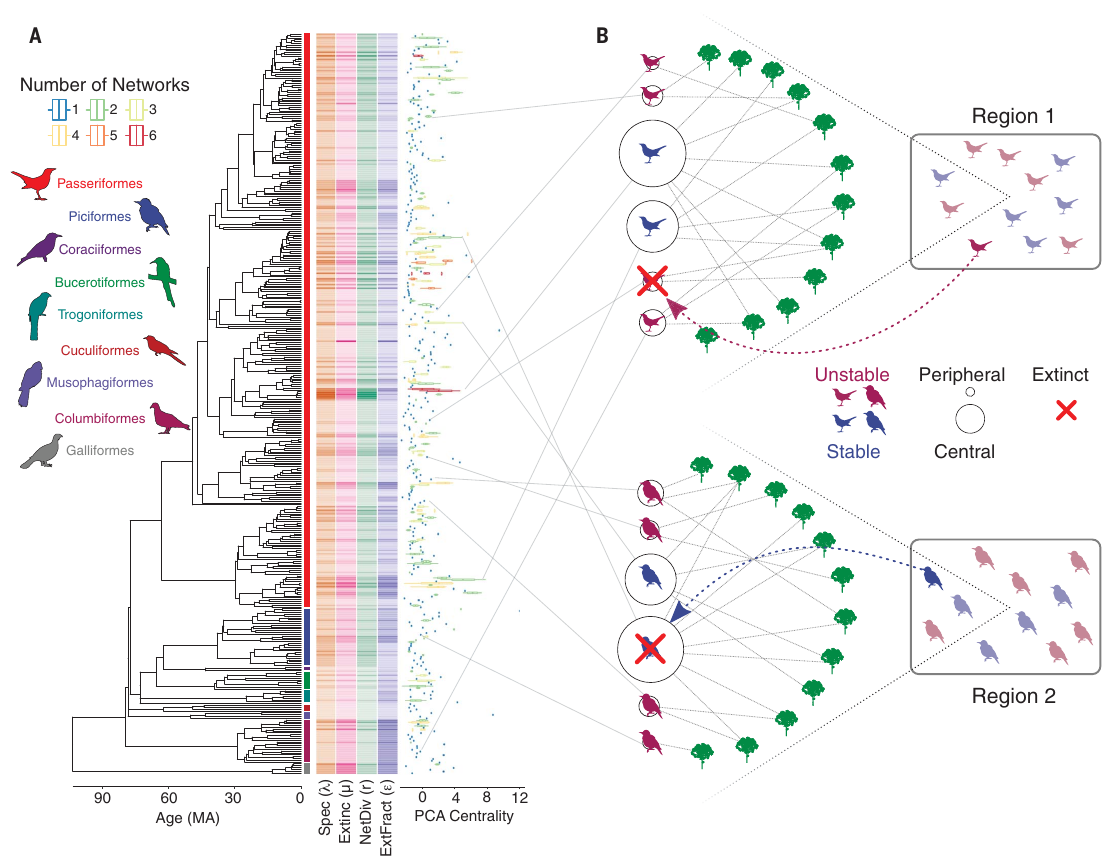 A
Number of Networks
1 2 3
4 5 6
Passeriformes
Piciformes
Coraciiformes
Bucerotiformes
Trogoniformes
Cuculiformes
Musophagiformes
Columbiformes
Galliformes
90 60 30 0
Age (MA)
Spec (λ)
Extinc (μ)
NetDiv (r)
ExtFract (ε)
0 4 8 12
PCA Centrality
B
Region 1
Unstable Peripheral Extinct
Stable Central
Region 2